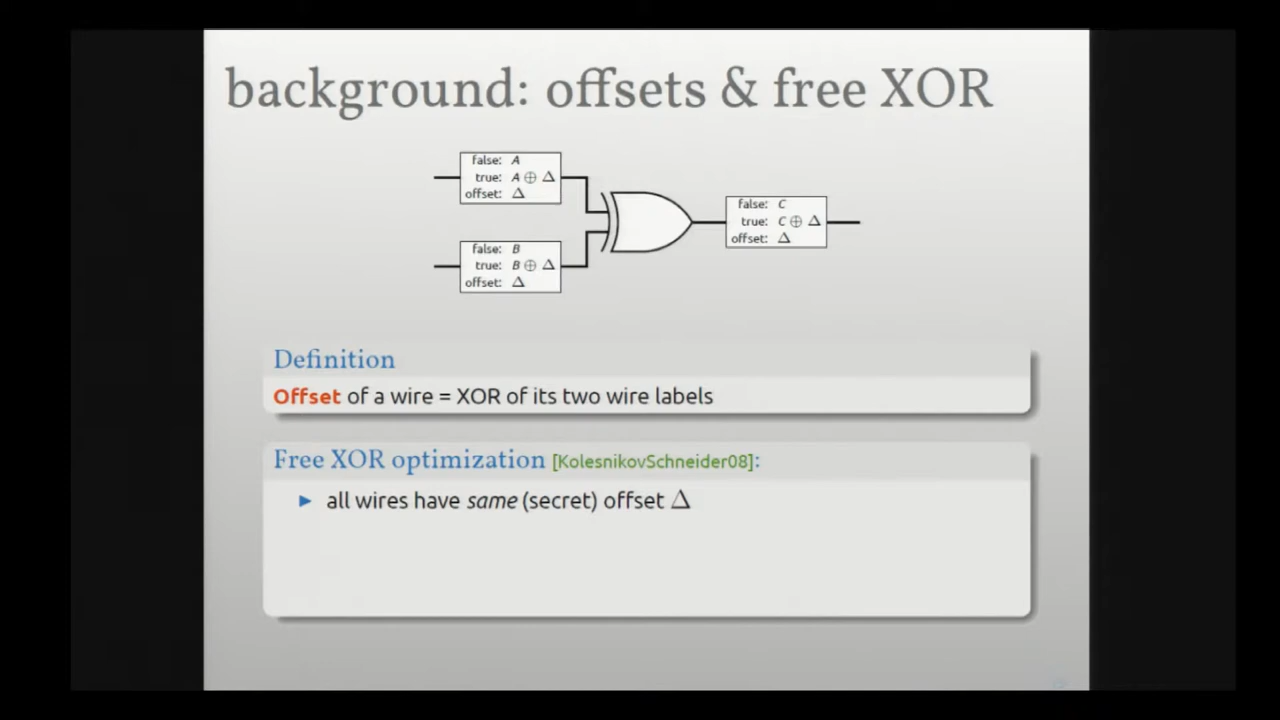 background: offsets & free XOR
false: A
true: A ⊕ Δ
offset: Δ
false: B
true: B ⊕ Δ
offset: Δ
false: C
true: C ⊕ Δ
offset: Δ
Definition
Offset of a wire = XOR of its two wire labels
Free XOR optimization [KolesnikovSchneider08]:
► all wires have same (secret) offset Δ